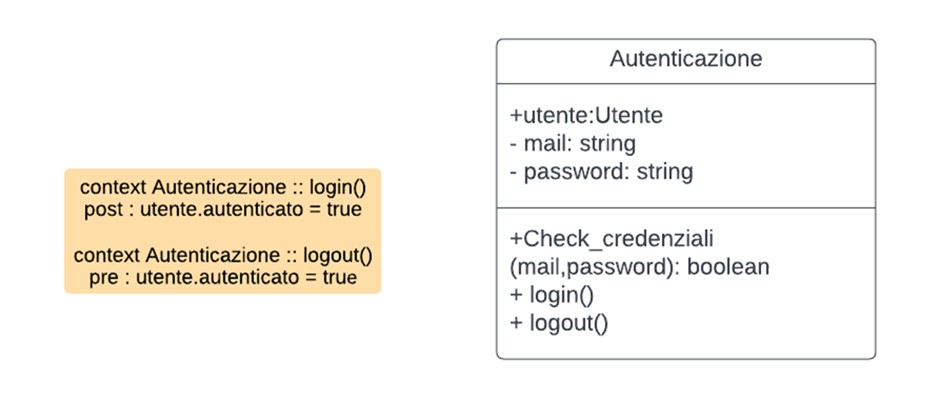 context Autenticazione :: login()
post : utente.autenticato = true
context Autenticazione :: logout()
pre : utente.autenticato = true
Autenticazione
+utente:Utente
- mail: string
- password: string
+Check_credenziali
(mail,password): boolean
+ login()
+ logout()